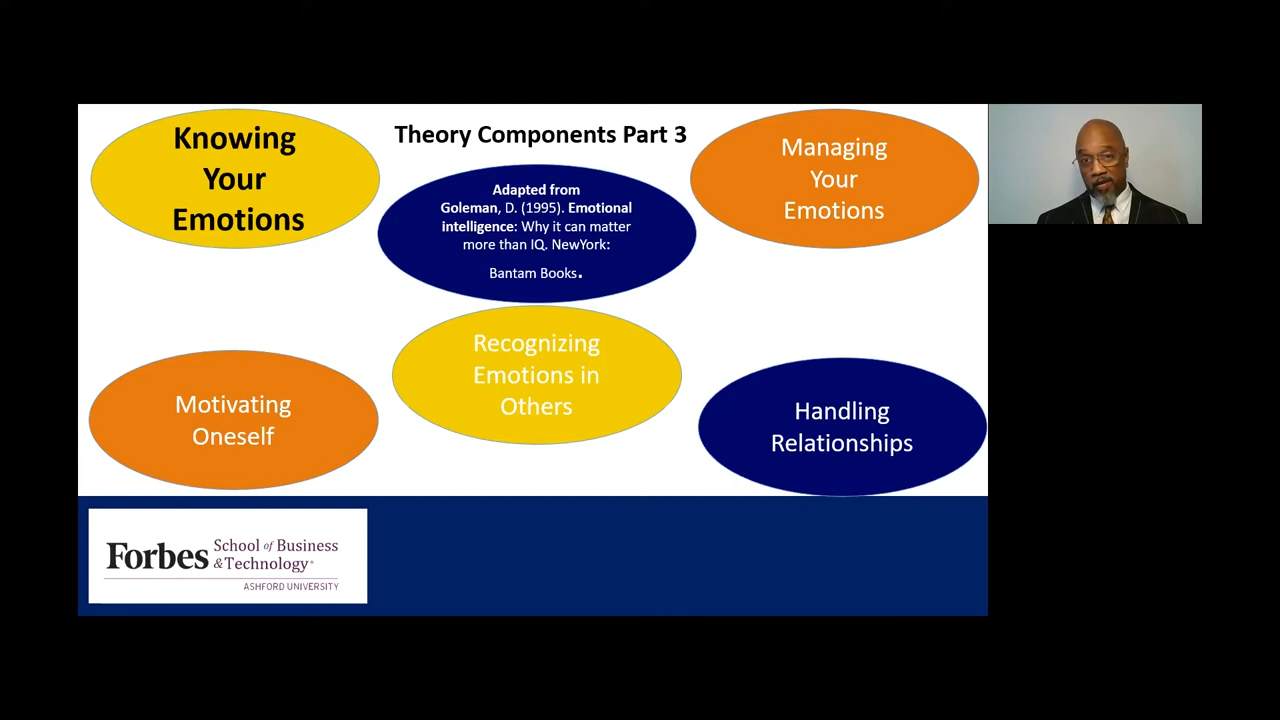 Knowing
Your
Emotions
Theory Components Part 3
Adapted from
Goleman, D. (1995). Emotional
intelligence: Why it can matter
more than IQ. NewYork:
Bantam Books.
Managing
Your
Emotions
Motivating
Oneself
Recognizing
Emotions in
Others
Handling
Relationships
Forbes School of Business
&Technology®
ASHFORD UNIVERSITY